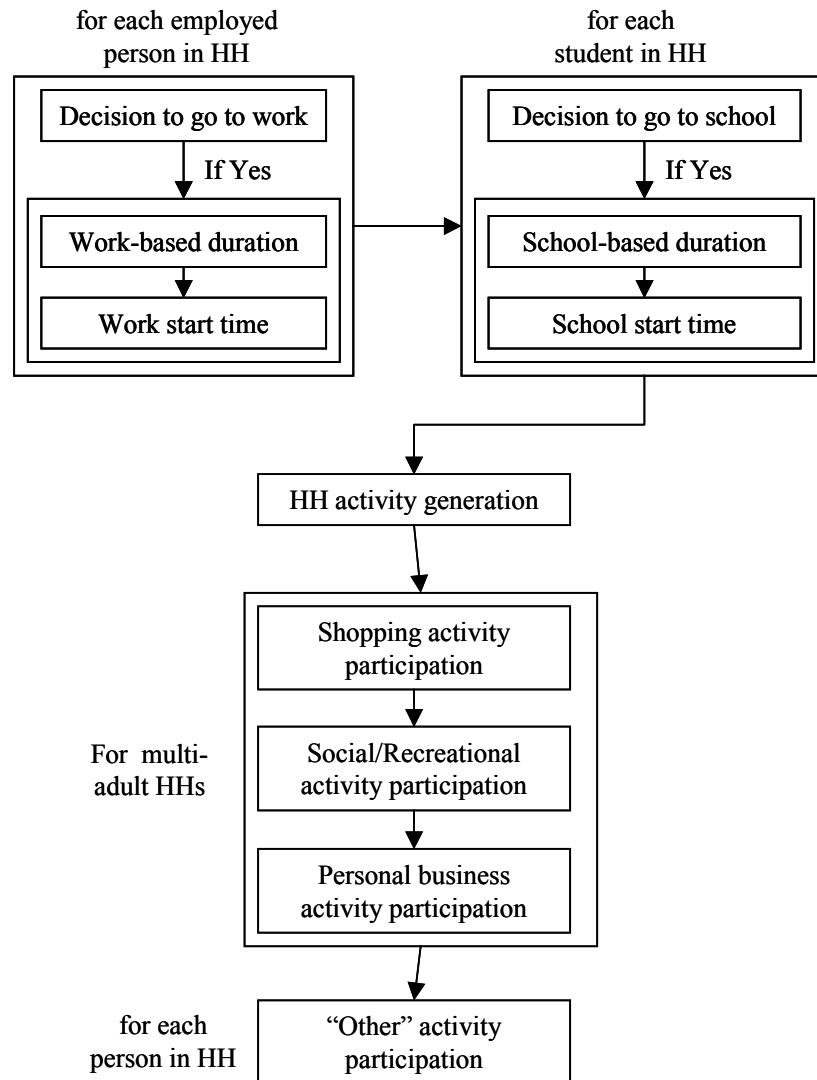 for each employed
person in HH
Decision to go to work
If Yes
Work-based duration
Work start time
for each
student in HH
Decision to go to school
If Yes
School-based duration
School start time
HH activity generation
For multi-
adult HHs
Shopping activity
participation
Social/Recreational
activity participation
Personal business
activity participation
for each
person in HH
“Other” activity
participation